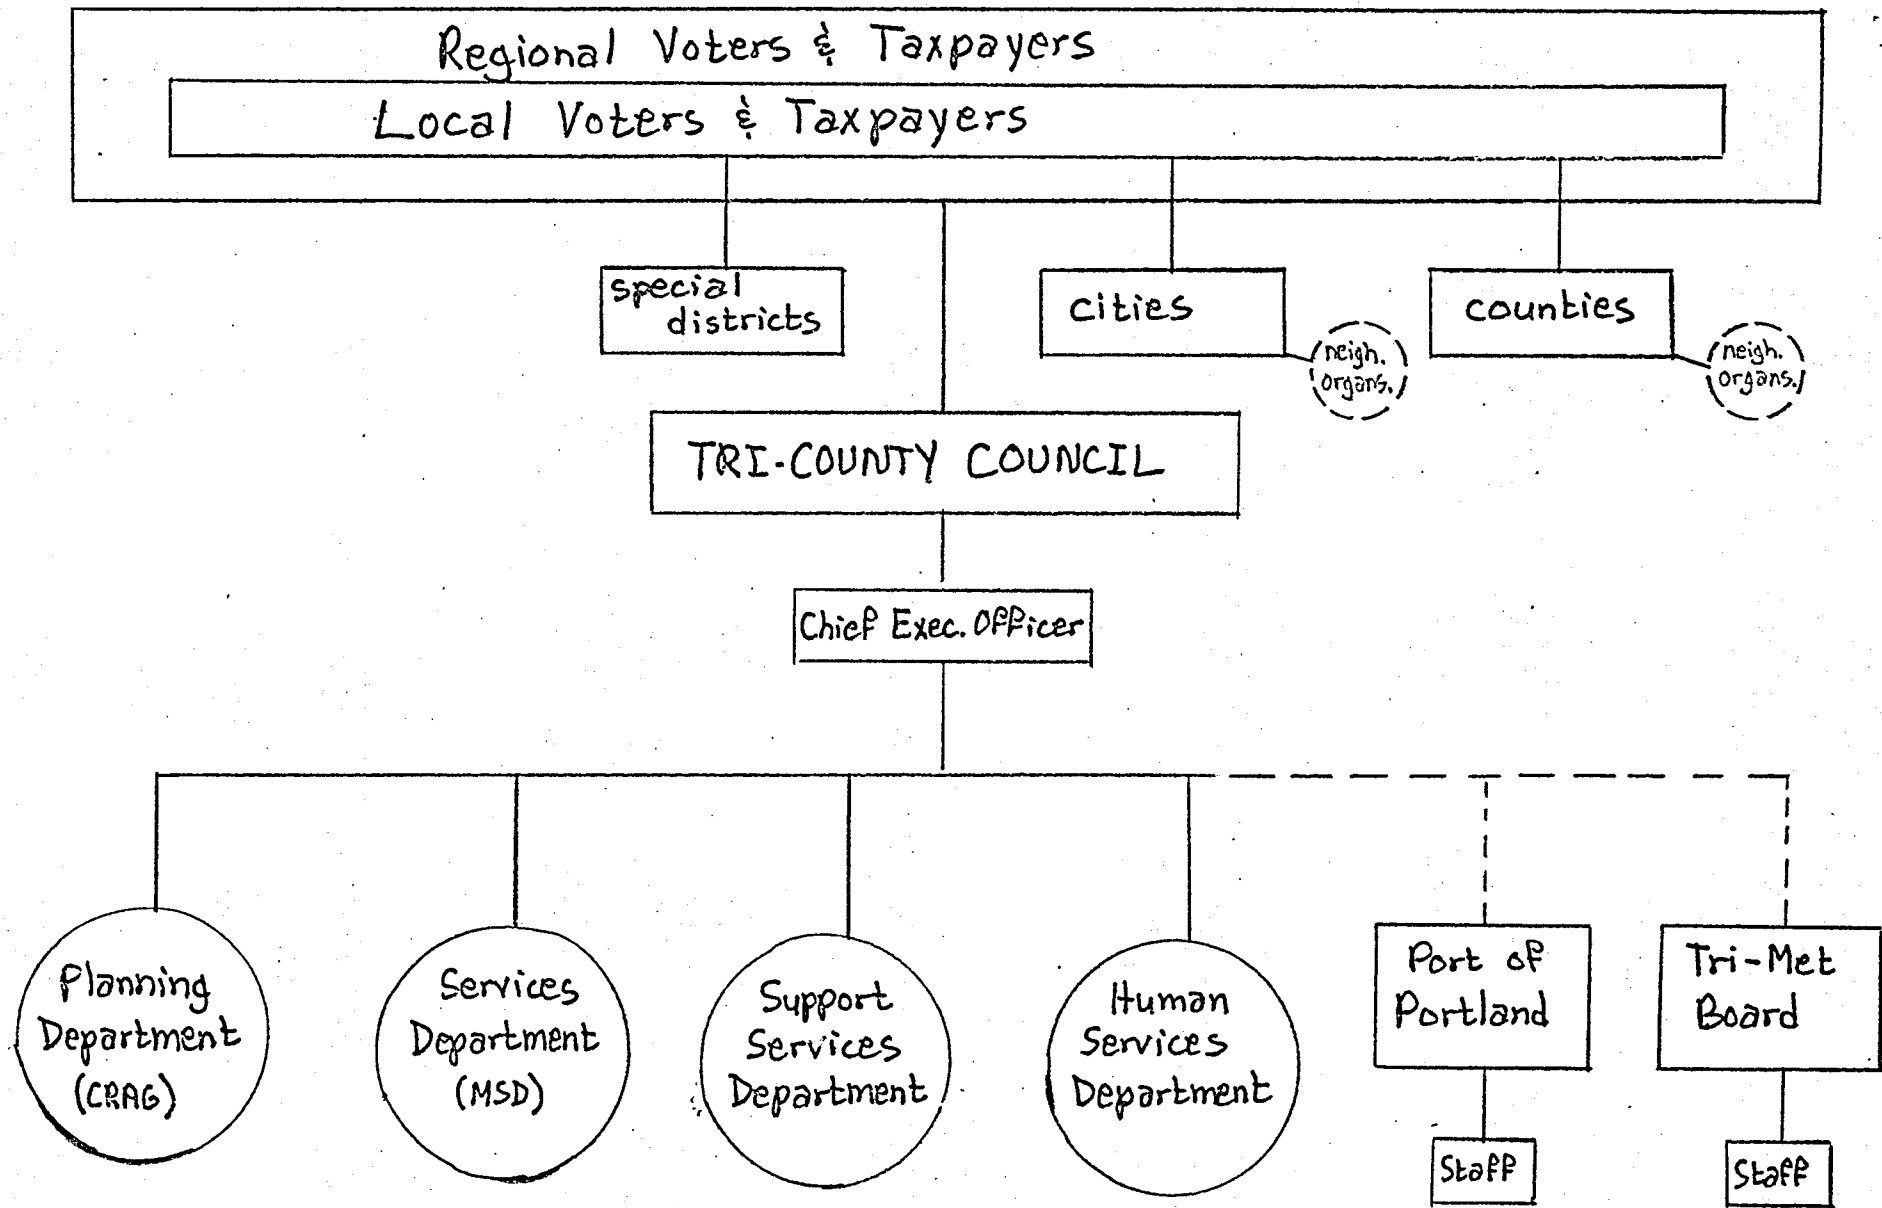 Regional Voters & Taxpayers
Local Voters & Taxpayers
special
districts
cities
counties
neigh.
organs.
neigh.
organs.
TRI-COUNTY COUNCIL
Chief Exec. Officer
Planning
Department
(CRAG)
Services
Department
(MSD)
Support
Services
Department
Human
Services
Department
Port of
Portland
Tri-Met
Board
Staff
Staff